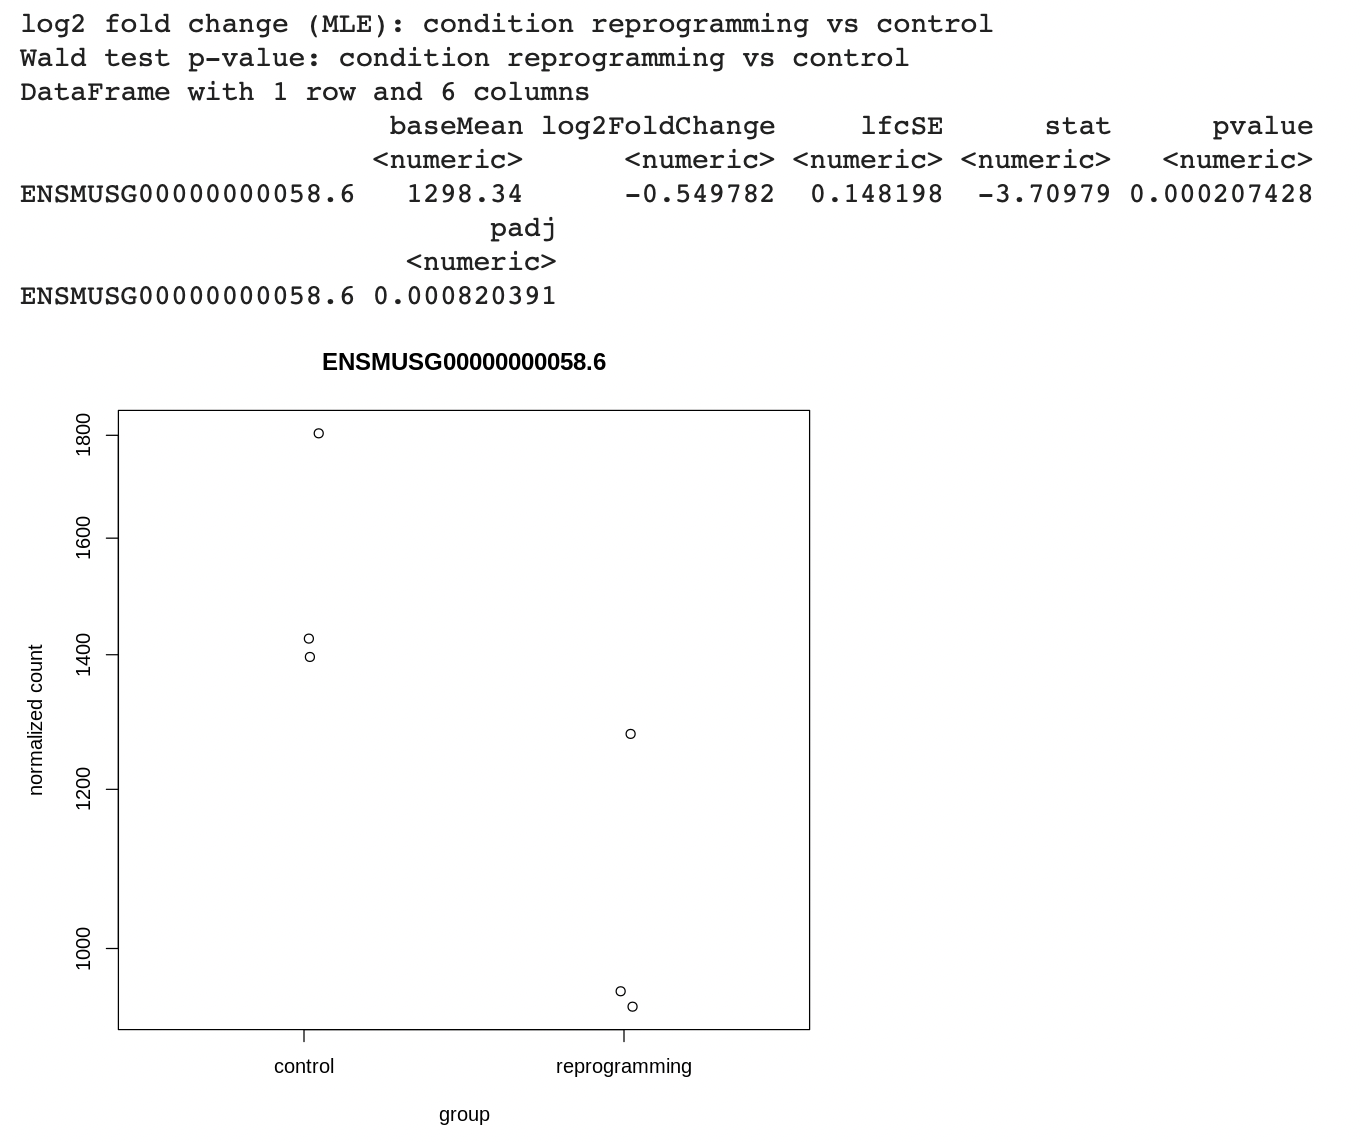 log2 fold change (MLE): condition reprogramming vs control
Wald test p-value: condition reprogramming vs control
DataFrame with 1 row and 6 columns
baseMean log2FoldChange lfcSE stat pvalue
<numeric> <numeric> <numeric> <numeric> <numeric>
ENSMUSG00000000058.6 1298.34 -0.549782 0.148198 -3.70979 0.000207428
padj
<numeric>
ENSMUSG00000000058.6 0.000820391
ENSMUSG00000000058.6
1800
1600
1400
1200
1000
normalized count
control reprogramming
group